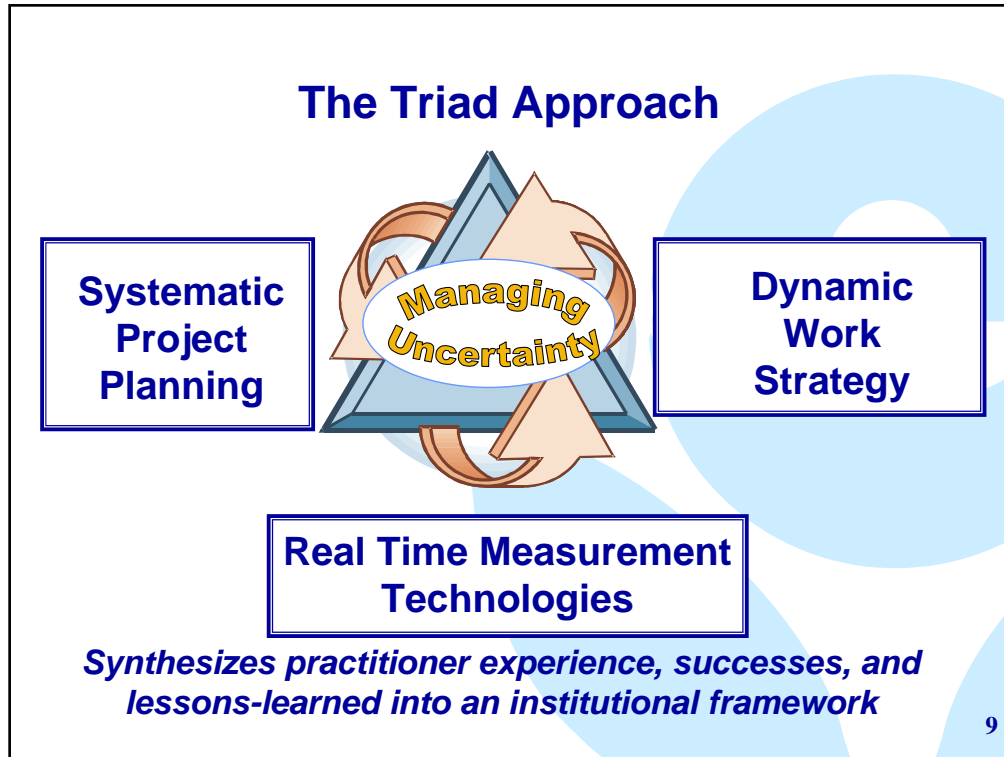 The Triad Approach
Systematic
Project
Planning
Managing
Uncertainty
Dynamic
Work
Strategy
Real Time Measurement
Technologies
Synthesizes practitioner experience, successes, and
lessons-learned into an institutional framework
9